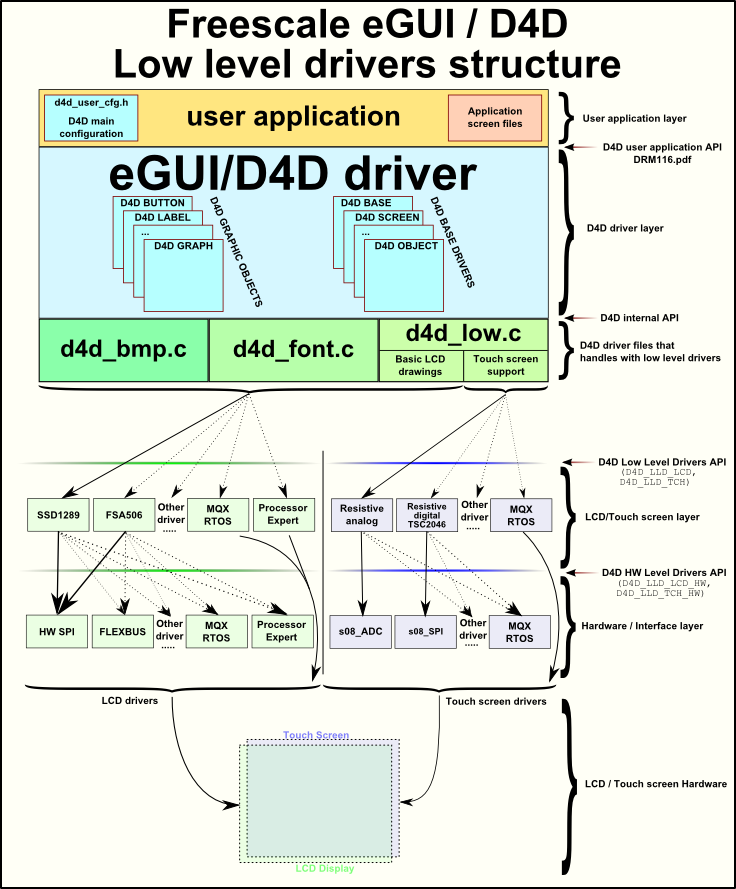 Freescale eGUI / D4D
Low level drivers structure
d4d_user_cfg.h
D4D main
configuration
user application
Application
screen files
User application layer
D4D user application API
DRM116.pdf
eGUI/D4D driver
D4D BUTTON
D4D LABEL
...
D4D GRAPH
D4D GRAPHIC OBJECTS
D4D BASE
D4D SCREEN
...
D4D OBJECT
D4D BASE DRIVERS
D4D driver layer
D4D internal API
d4d_bmp.c
d4d_font.c
d4d_low.c
Basic LCD
drawings
Touch screen
support
D4D driver files that
handles with low level drivers
D4D Low Level Drivers API
(D4D_LLD_LCD,
D4D_LLD_TCH)
SSD1289
FSA506
Other
driver
.....
MQX
RTOS
Processor
Expert
Resistive
analog
Resistive
digital
TSC2046
Other
driver
.....
MQX
RTOS
LCD/Touch screen layer
D4D HW Level Drivers API
(D4D_LLD_LCD_HW,
D4D_LLD_TCH_HW)
HW SPI
FLEXBUS
Other
driver
.....
MQX
RTOS
Processor
Expert
s08_ADC
s08_SPI
Other
driver
.....
MQX
RTOS
Hardware / Interface layer
LCD drivers
Touch screen drivers
Touch Screen
LCD Display
LCD / Touch screen Hardware